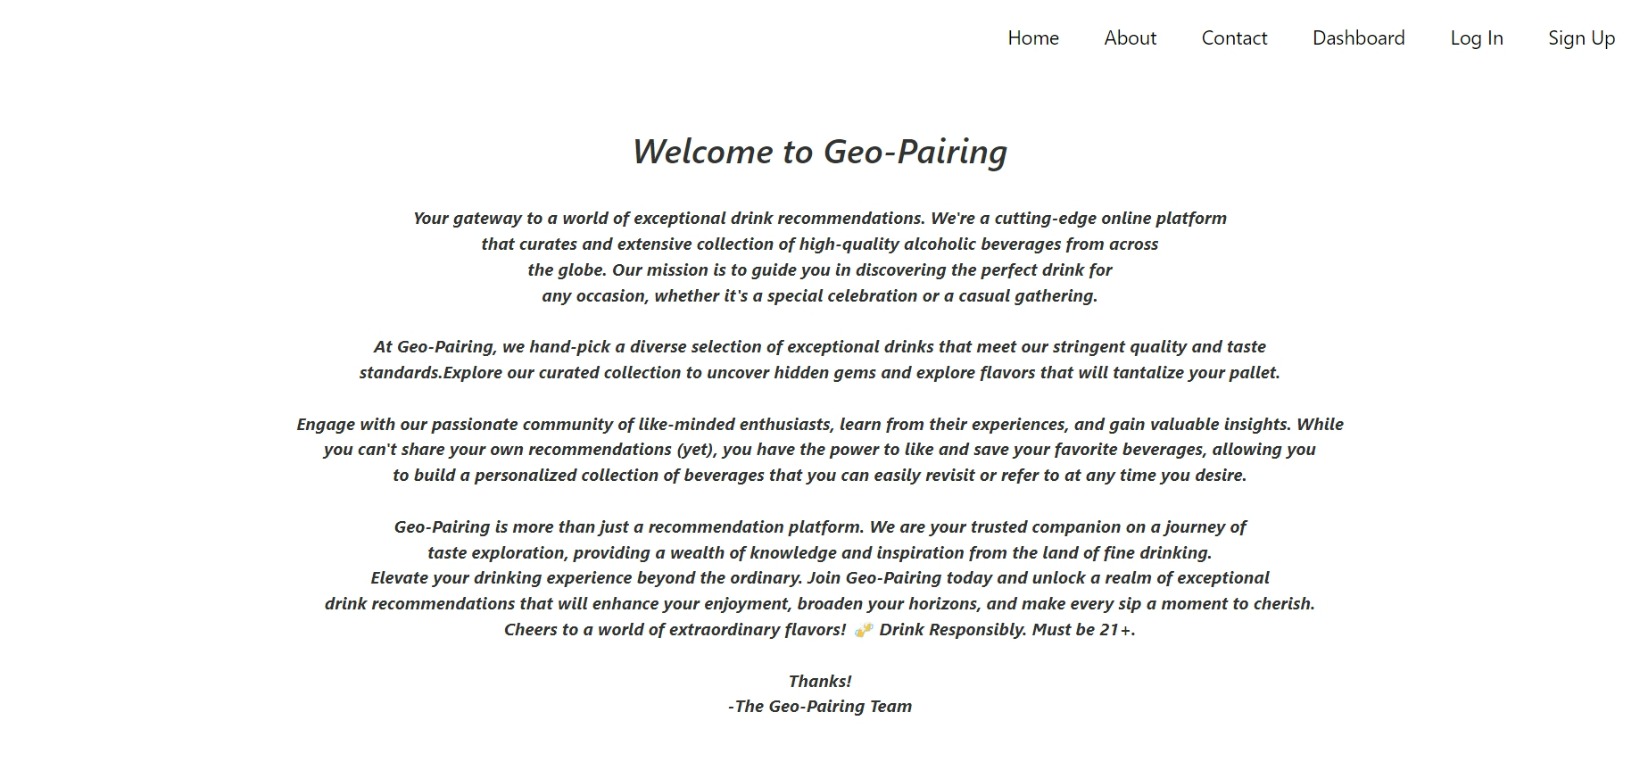 Home About Contact Dashboard Log In Sign Up
Welcome to Geo-Pairing
Your gateway to a world of exceptional drink recommendations. We're a cutting-edge online platform
that curates and extensive collection of high-quality alcoholic beverages from across
the globe. Our mission is to guide you in discovering the perfect drink for
any occasion, whether it's a special celebration or a casual gathering.
At Geo-Pairing, we hand-pick a diverse selection of exceptional drinks that meet our stringent quality and taste
standards.Explore our curated collection to uncover hidden gems and explore flavors that will tantalize your pallet.
Engage with our passionate community of like-minded enthusiasts, learn from their experiences, and gain valuable insights. While
you can't share your own recommendations (yet), you have the power to like and save your favorite beverages, allowing you
to build a personalized collection of beverages that you can easily revisit or refer to at any time you desire.
Geo-Pairing is more than just a recommendation platform. We are your trusted companion on a journey of
taste exploration, providing a wealth of knowledge and inspiration from the land of fine drinking.
Elevate your drinking experience beyond the ordinary. Join Geo-Pairing today and unlock a realm of exceptional
drink recommendations that will enhance your enjoyment, broaden your horizons, and make every sip a moment to cherish.
Cheers to a world of extraordinary flavors! 🥂 Drink Responsibly. Must be 21+.
Thanks!
-The Geo-Pairing Team